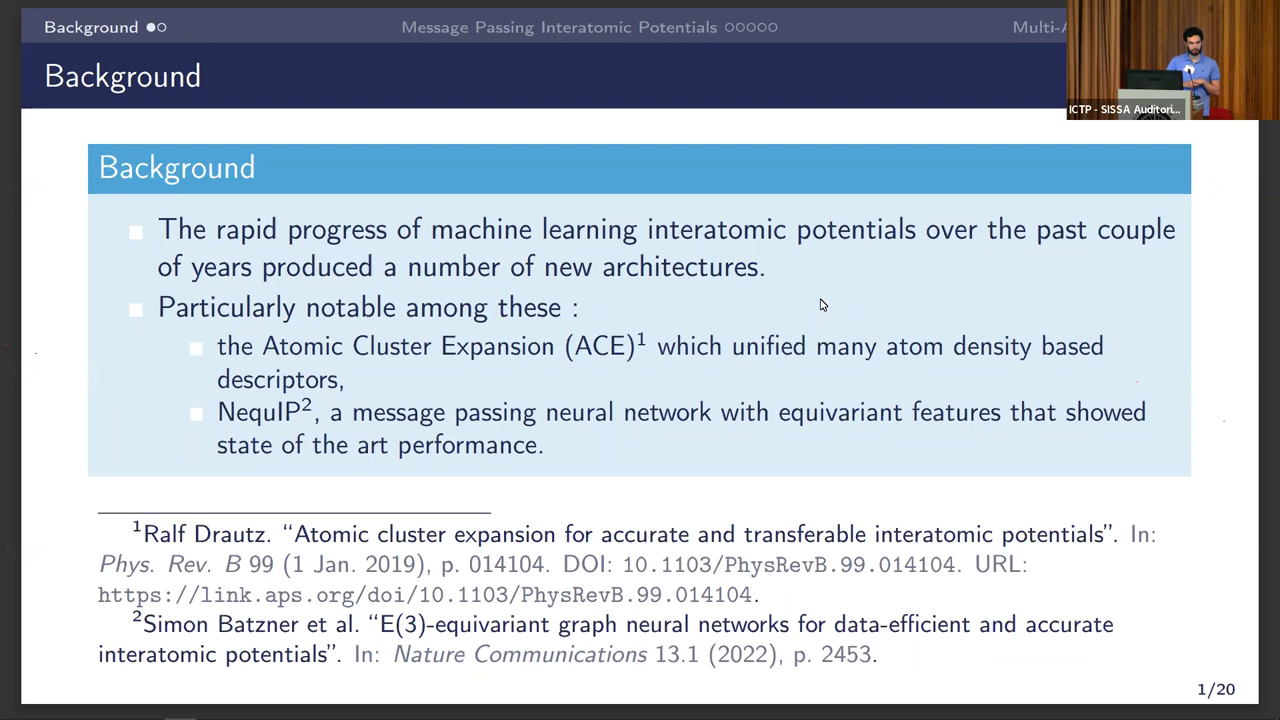 Background
Message Passing Interatomic Potentials
Multi-A
Background
ICTP - SISSA Auditori...
Background
The rapid progress of machine learning interatomic potentials over the past couple
of years produced a number of new architectures.
Particularly notable among these :
the Atomic Cluster Expansion (ACE)1 which unified many atom density based
descriptors,
NequIP2, a message passing neural network with equivariant features that showed
state of the art performance.
1Ralf Drautz. “Atomic cluster expansion for accurate and transferable interatomic potentials”. In:
Phys. Rev. B 99 (1 Jan. 2019), p. 014104. DOI: 10.1103/PhysRevB.99.014104. URL:
https://link.aps.org/doi/10.1103/PhysRevB.99.014104.
2Simon Batzner et al. “E(3)-equivariant graph neural networks for data-efficient and accurate
interatomic potentials”. In: Nature Communications 13.1 (2022), p. 2453.
1/20